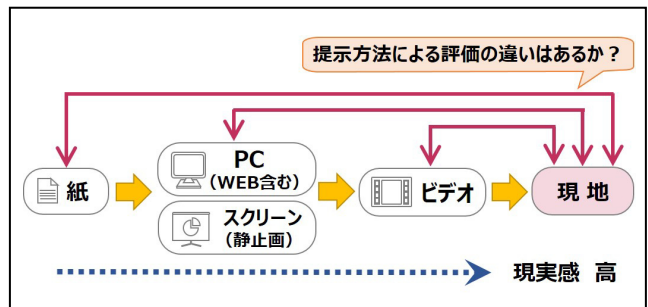 提示方法による評価の違いはあるか？
紙
PC
(WEB含む)
スクリーン
(静止画)
ビデオ
現地
現実感 高